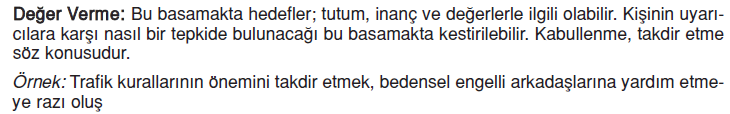 Değer Verme: Bu basamakta hedefler; tutum, inanç ve değerlerle ilgili olabilir. Kişinin uyarı-
cılara karşı nasıl bir tepkide bulunacağı bu basamakta kestirilebilir. Kabullenme, takdir etme
söz konusudur.
Örnek: Trafik kurallarının önemini takdir etmek, bedensel engelli arkadaşlarına yardım etme-
ye razı oluş